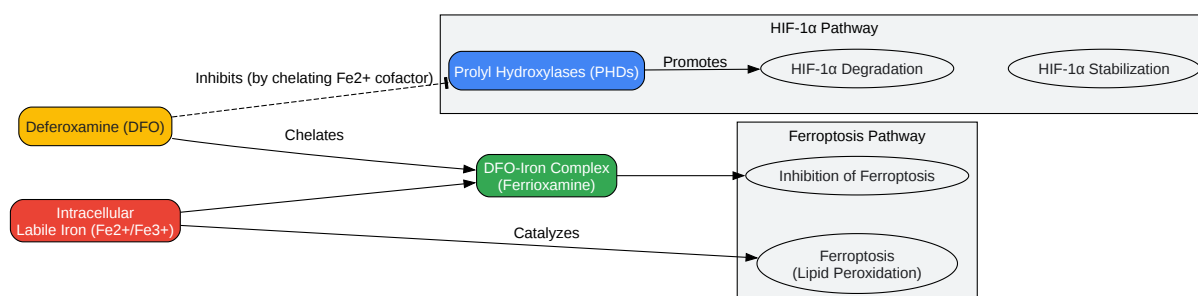 HIF-1α Pathway
Inhibits (by chelating Fe2+ cofactor)
Prolyl Hydroxylases (PHDs)
Promotes
HIF-1α Degradation
HIF-1α Stabilization
Deferoxamine (DFO)
Chelates
Ferroptosis Pathway
DFO-Iron Complex
(Ferrioxamine)
Inhibition of Ferroptosis
Intracellular
Labile Iron (Fe2+/Fe3+)
Catalyzes
Ferroptosis
(Lipid Peroxidation)